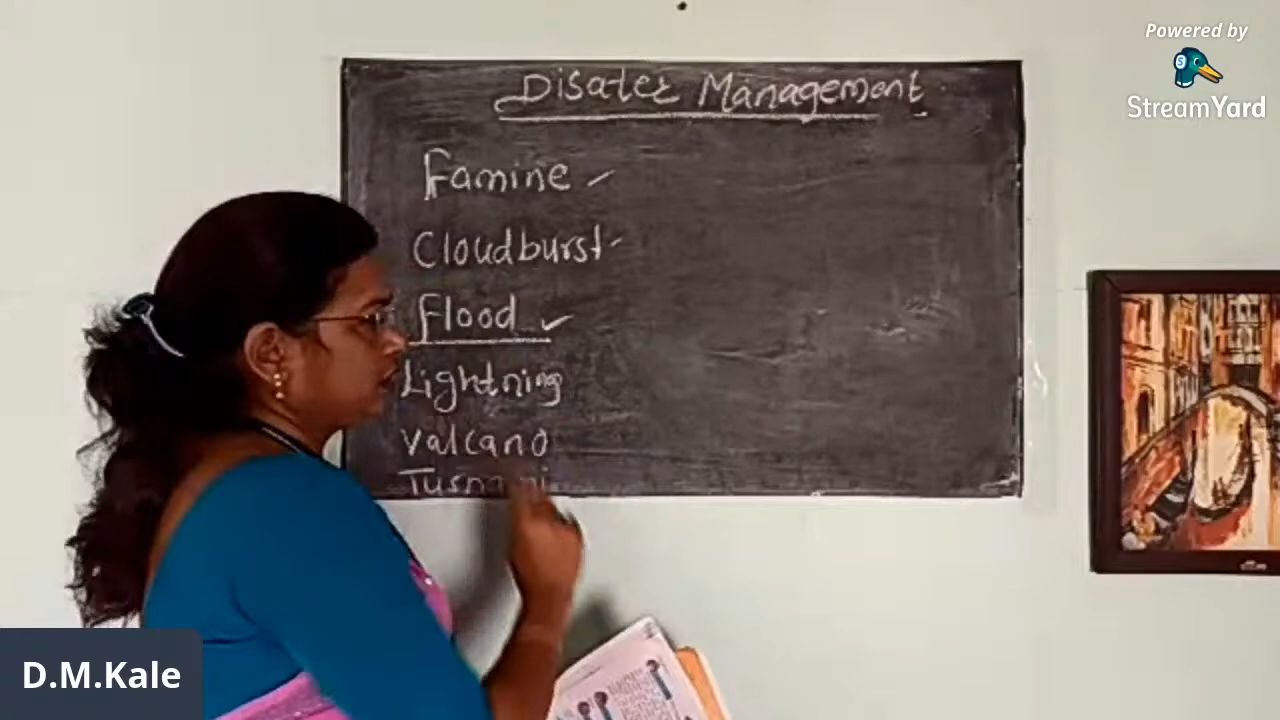 Powered by
StreamYard
Disater Management
Famine
Cloudburst
Flood
Lightning
Valcano
D.M.Kale